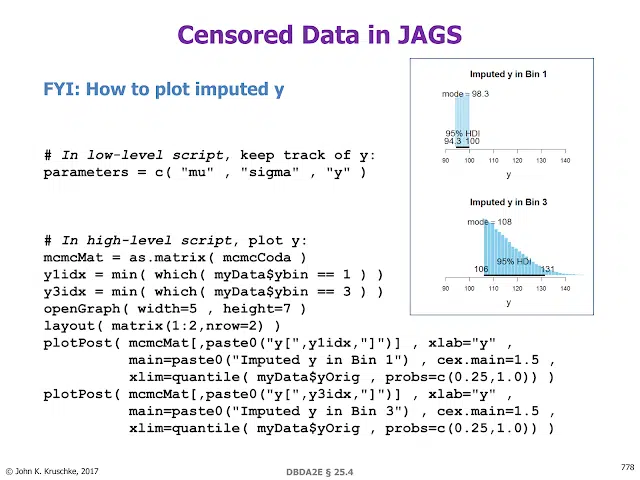 Censored Data in JAGS
FYI: How to plot imputed y
Imputed y in Bin 1
mode = 98.3
95% HDI
94.3 100
90 100 110 120 130 140
y
Imputed y in Bin 3
mode = 108
95% HDI
106 131
90 100 110 120 130 140
y
# In low-level script, keep track of y:
parameters = c( "mu" , "sigma" , "y" )
# In high-level script, plot y:
mcmcMat = as.matrix( mcmcCoda )
y1idx = min( which( myData$ybin == 1 ) )
y3idx = min( which( myData$ybin == 3 ) )
openGraph( width=5 , height=7 )
layout( matrix(1:2,nrow=2) )
plotPost( mcmcMat[,paste0("y[",y1idx,"]")] , xlab="y" ,
main=paste0("Imputed y in Bin 1") , cex.main=1.5 ,
xlim=quantile( myData$yOrig , probs=c(0.25,1.0)) )
plotPost( mcmcMat[,paste0("y[",y3idx,"]")] , xlab="y" ,
main=paste0("Imputed y in Bin 3") , cex.main=1.5 ,
xlim=quantile( myData$yOrig , probs=c(0.25,1.0)) )
© John K. Kruschke, 2017
DBDA2E § 25.4
778